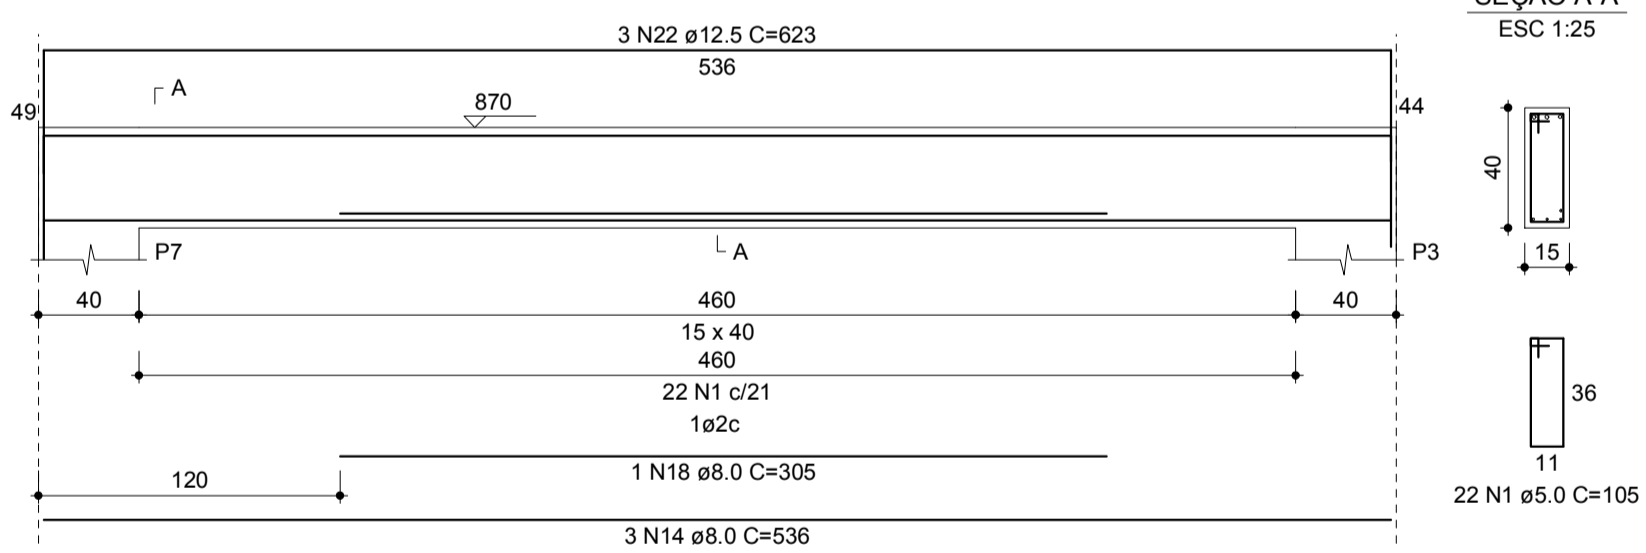 3 N22 ø12.5 C=623
536
A
49
870
44
P7
A
P3
40
460
40
15 x 40
460
22 N1 c/21
1ø2c
1 N18 ø8.0 C=305
120
3 N14 ø8.0 C=536
SEÇÃO A-A
ESC 1:25
40
15
36
11
22 N1 ø5.0 C=105